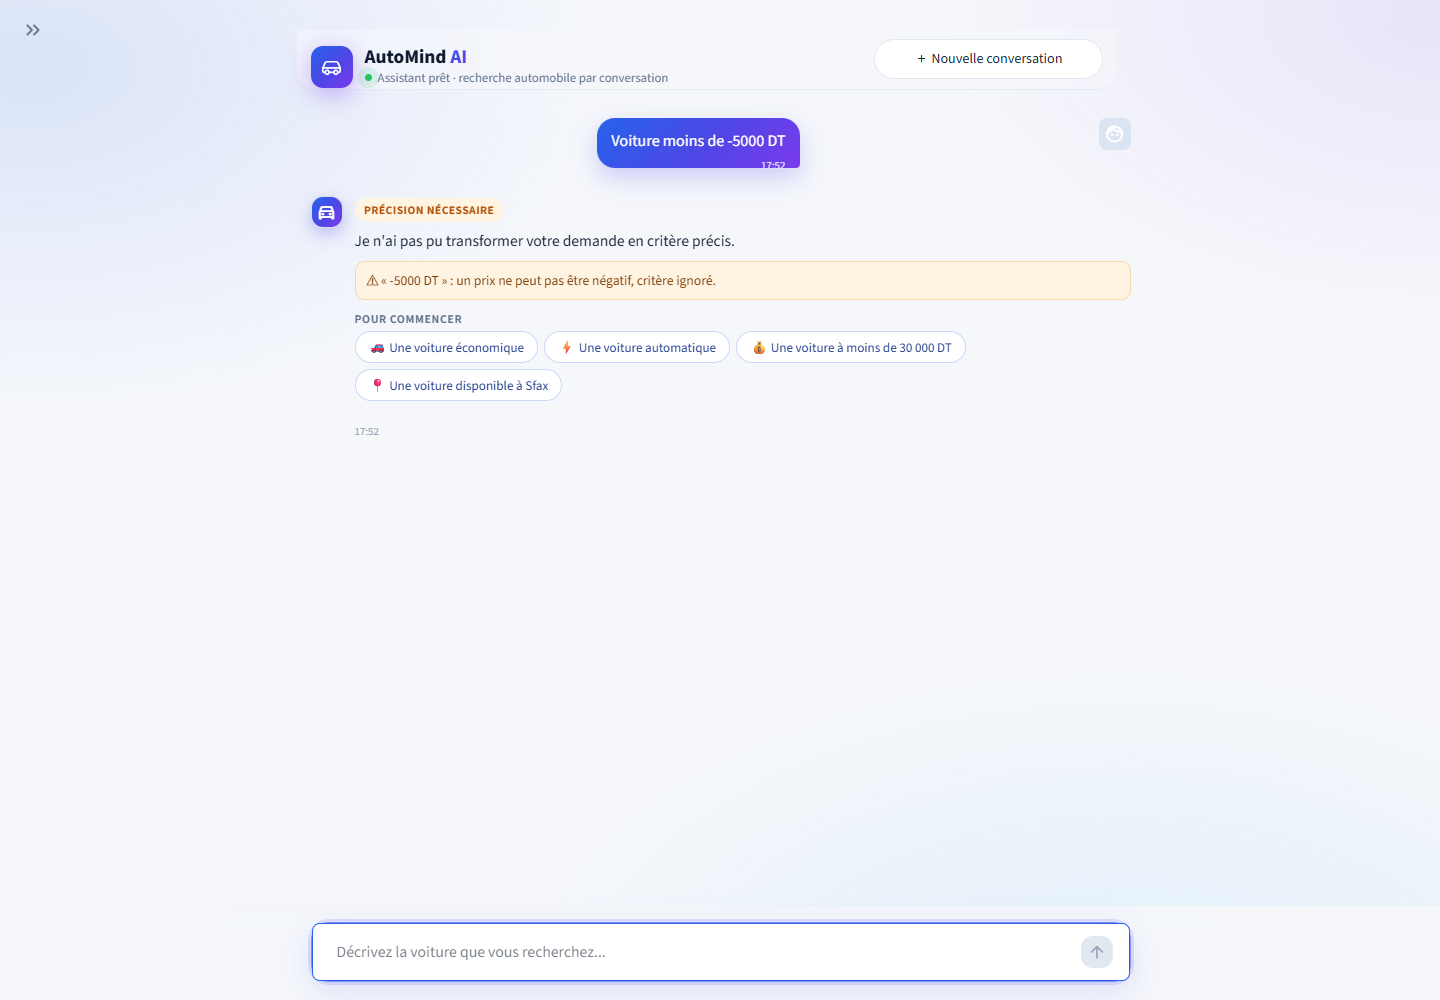 AutoMind AI
Assistant prêt · recherche automobile par conversation
+ Nouvelle conversation
Voiture moins de -5000 DT
17:52
PRÉCISION NÉCESSAIRE
Je n'ai pas pu transformer votre demande en critère précis.
⚠ « -5000 DT » : un prix ne peut pas être négatif, critère ignoré.
POUR COMMENCER
Une voiture économique
Une voiture automatique
Une voiture à moins de 30 000 DT
Une voiture disponible à Sfax
17:52
Décrivez la voiture que vous recherchez...